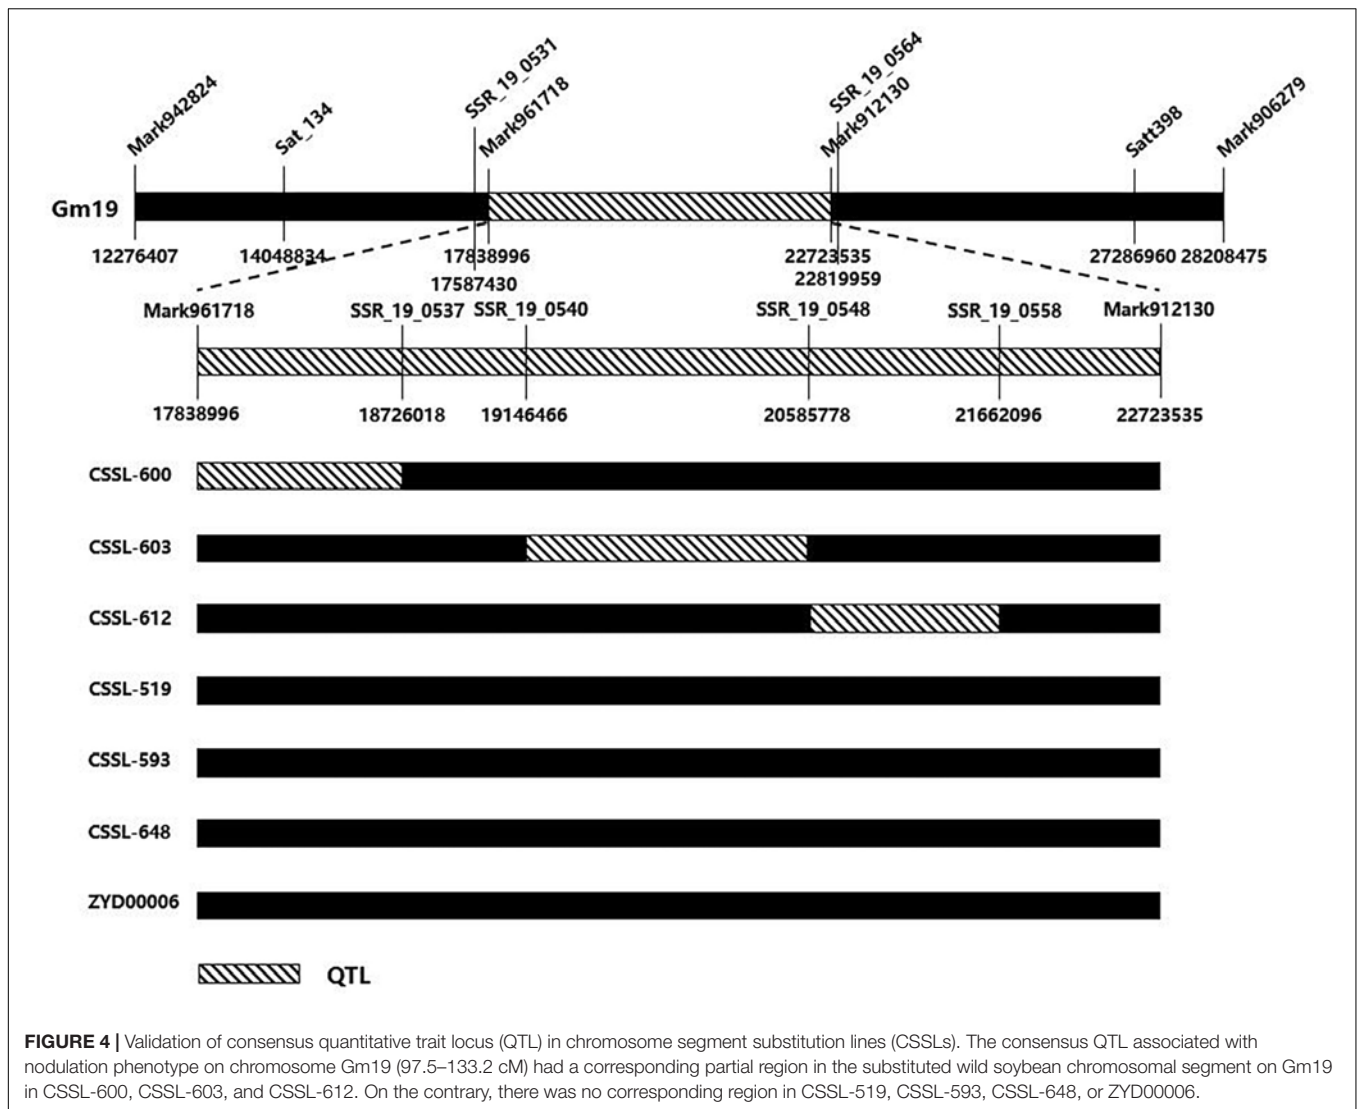 SSR_19_0531
SSR_19_0564
Mark942824
Sat_134
Mark961718
Mark912130
Satt398
Mark906279
Gm19
12276407
14048834
17838996
22723535
27286960
28208475
17587430
22819959
Mark961718
SSR_19_0537
SSR_19_0540
SSR_19_0548
SSR_19_0558
Mark912130
17838996
18726018
19146466
20585778
21662096
22723535
CSSL-600
CSSL-603
CSSL-612
CSSL-519
CSSL-593
CSSL-648
ZYD00006
QTL
FIGURE 4 | Validation of consensus quantitative trait locus (QTL) in chromosome segment substitution lines (CSSLs). The consensus QTL associated with
nodulation phenotype on chromosome Gm19 (97.5–133.2 cM) had a corresponding partial region in the substituted wild soybean chromosomal segment on Gm19
in CSSL-600, CSSL-603, and CSSL-612. On the contrary, there was no corresponding region in CSSL-519, CSSL-593, CSSL-648, or ZYD00006.